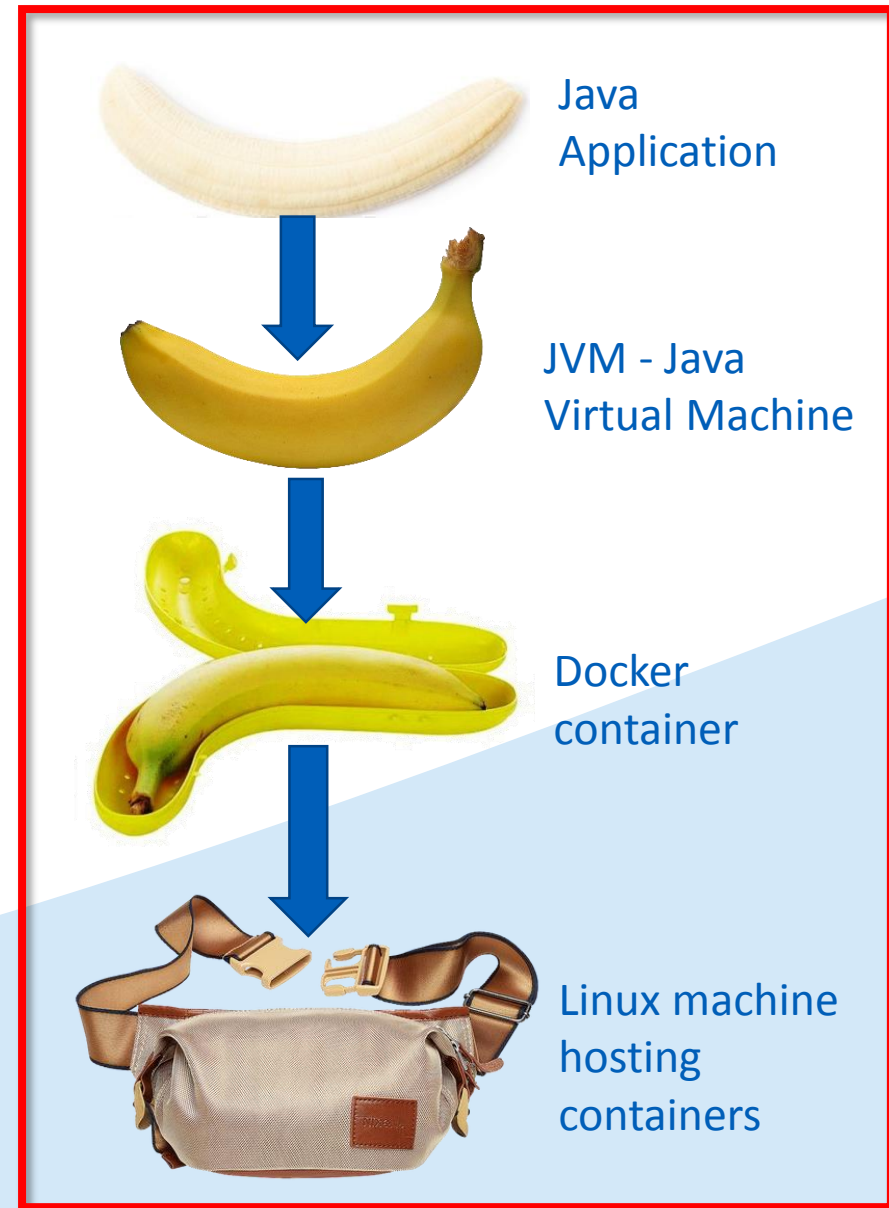 Java
Application
JVM - Java
Virtual Machine
Docker
container
Linux machine
hosting
containers